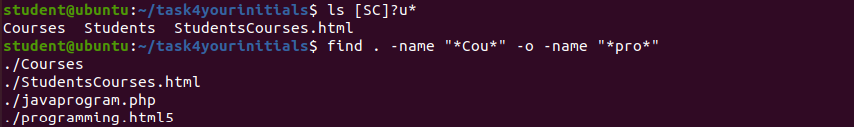 student@ubuntu:~/task4yourinitials$ ls [SC]?u*
Courses  Students  StudentsCourses.html
student@ubuntu:~/task4yourinitials$ find . -name "*Cou*" -o -name "*pro*"
./Courses
./StudentsCourses.html
./javaprogram.php
./programming.html5